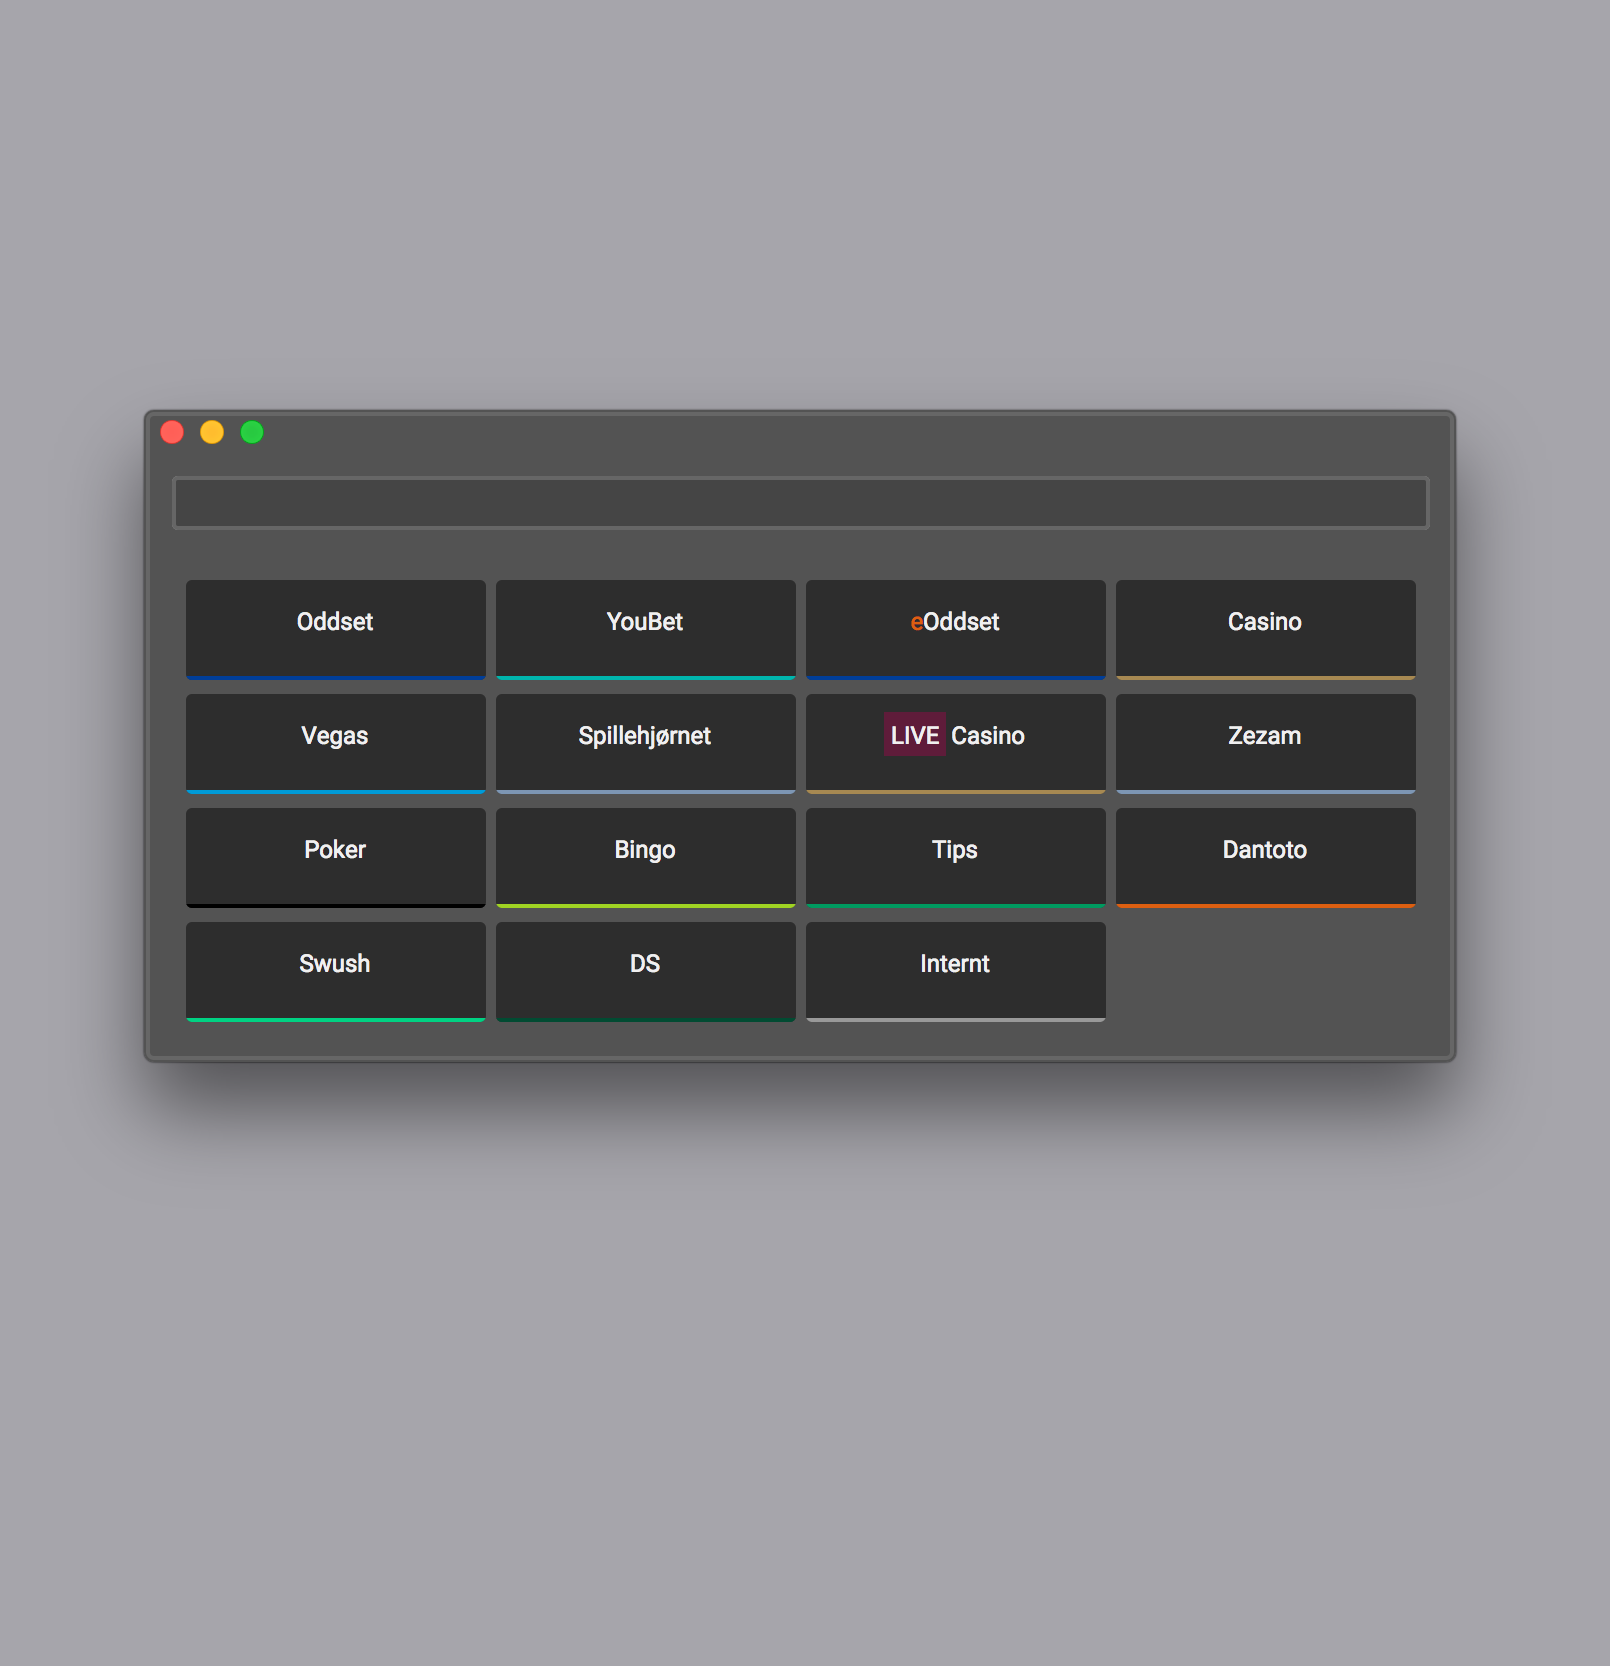 Oddset
YouBet
eOddset
Casino
Vegas
Spillehjørnet
LIVE Casino
Zezam
Poker
Bingo
Tips
Dantoto
Swush
DS
Internt